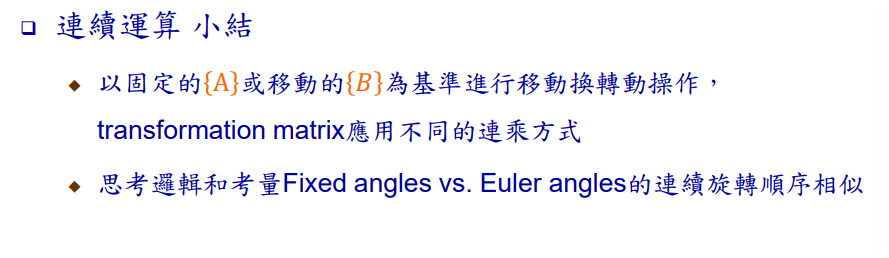 連續運算 小結
以固定的{A}或移動的{B}為基準進行移動換轉動操作，
transformation matrix應用不同的連乘方式
思考邏輯和考量Fixed angles vs. Euler angles的連續旋轉順序相似